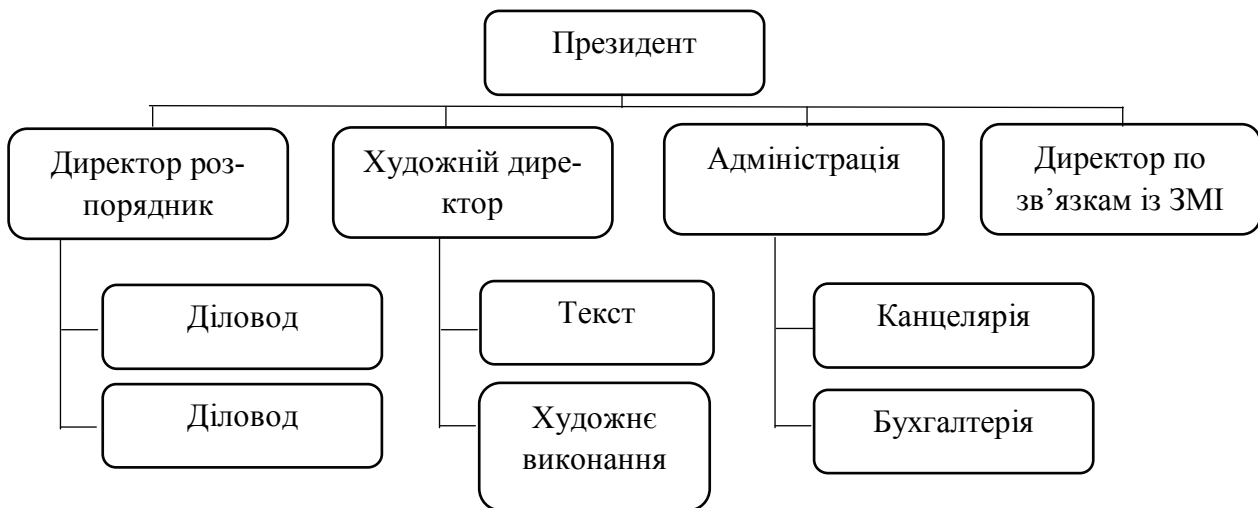 Президент
Директор роз-
порядник
Художній дире-
ктор
Адміністрація
Директор по
зв’язкам із ЗМІ
Діловод
Текст
Канцелярія
Діловод
Художнє
виконання
Бухгалтерія